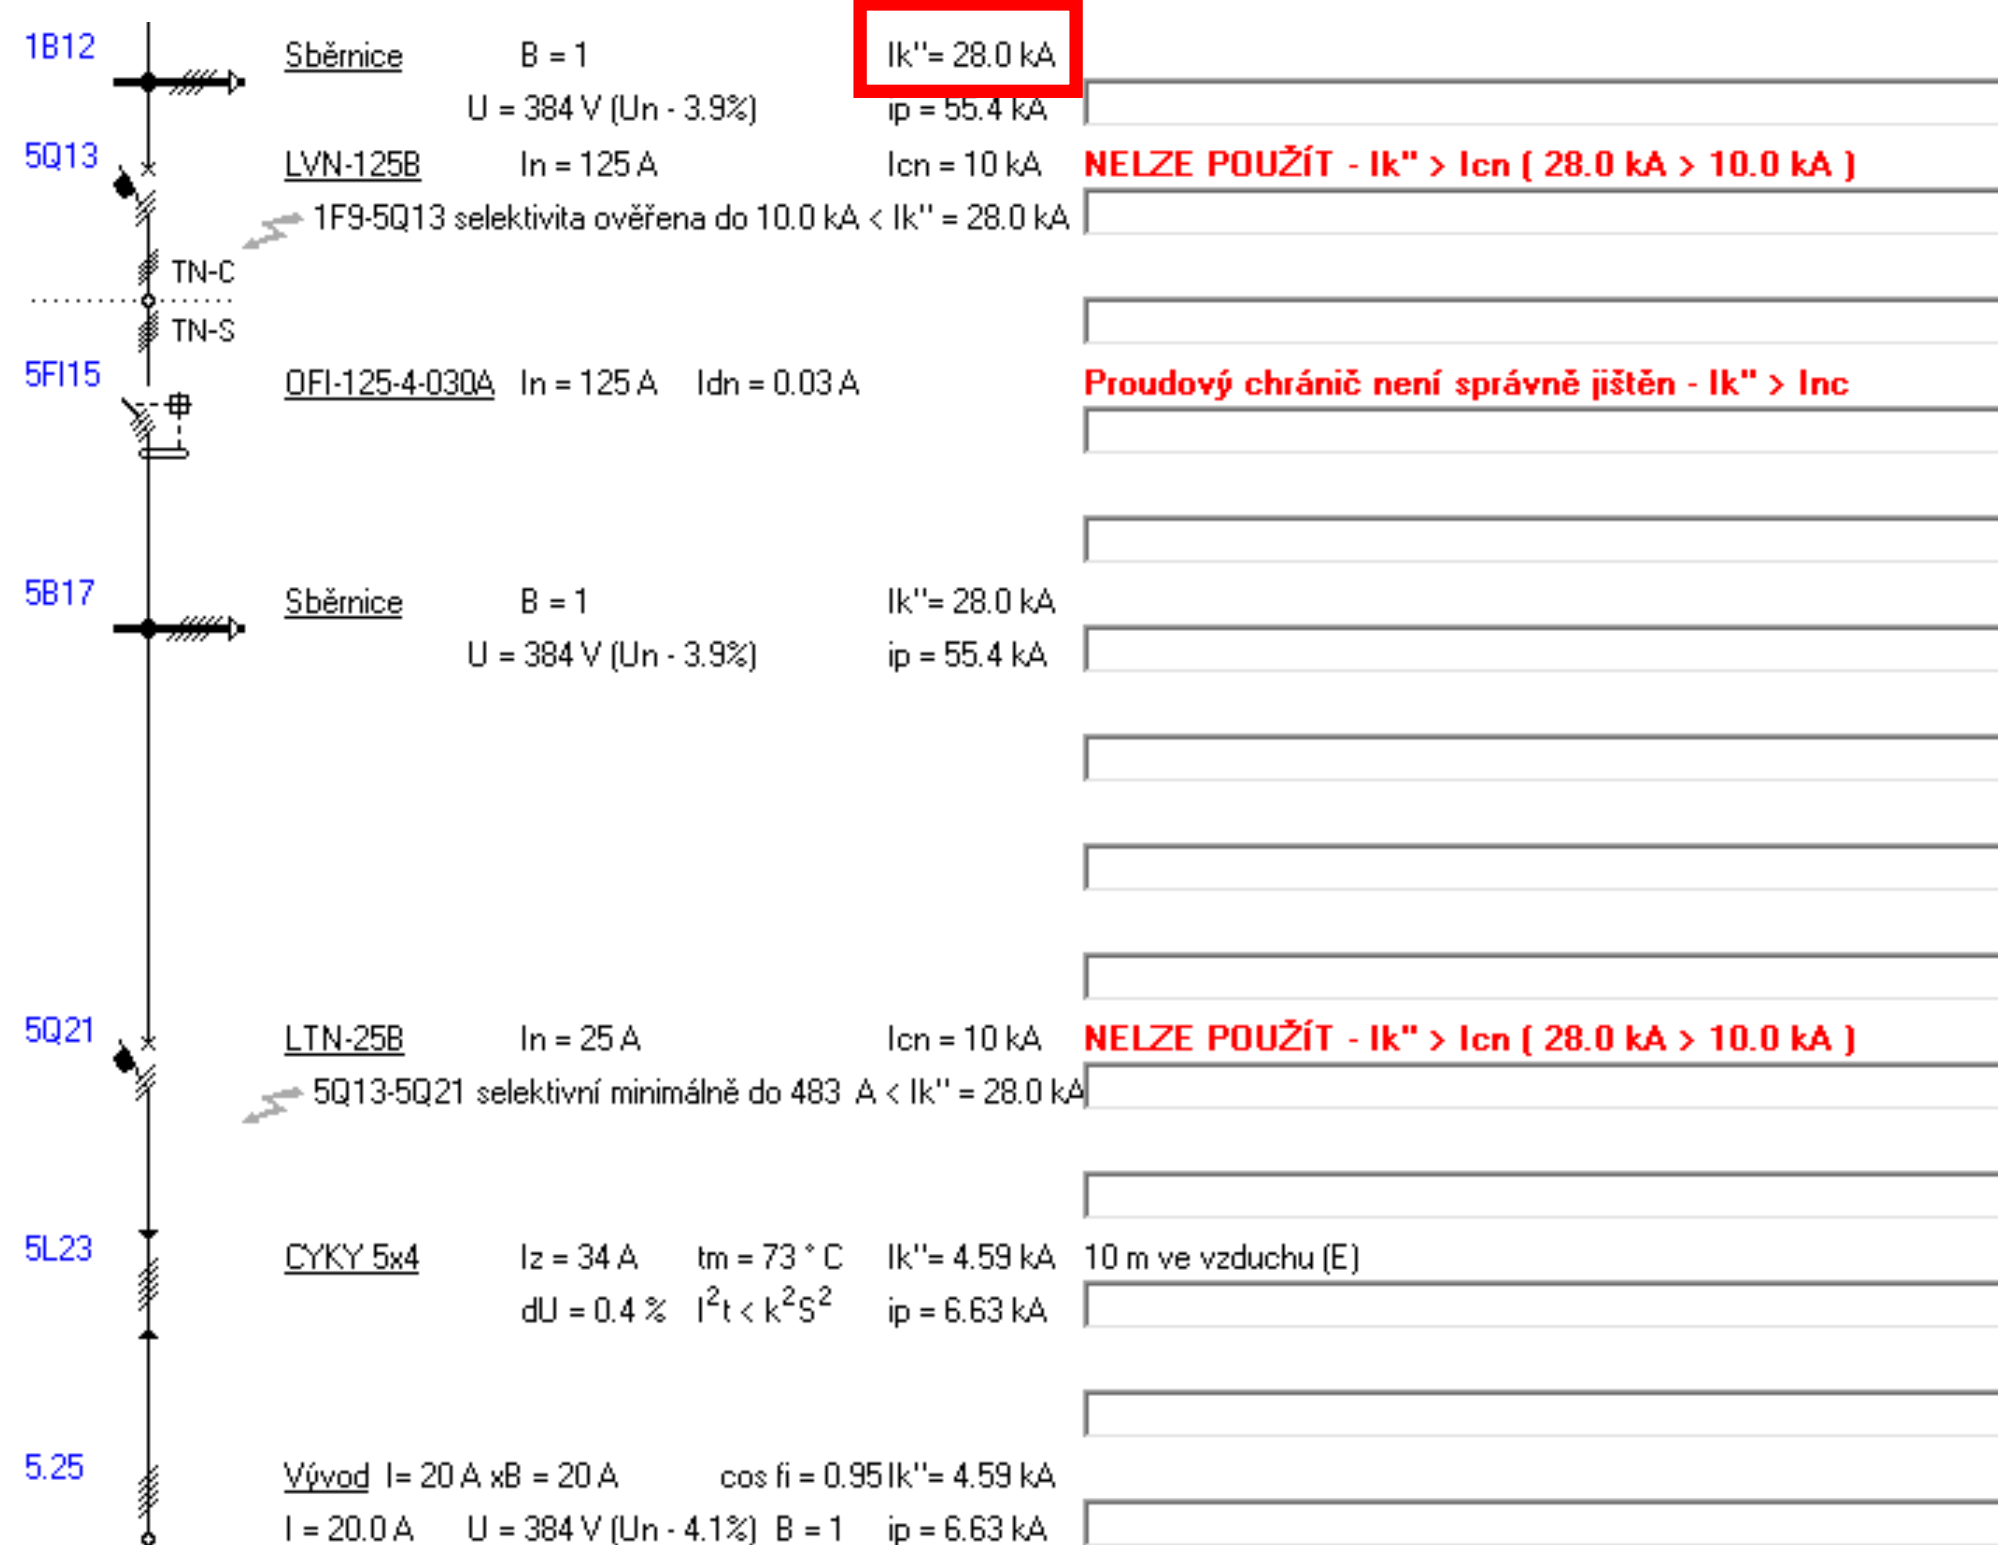 1B12 Sběrnice B = 1 Ik"= 28.0 kA
U = 384 V (Un - 3.9%) ip = 55.4 kA
5Q13 LVN-125B In = 125 A Icn = 10 kA NELZE POUŽÍT - Ik" > Icn ( 28.0 kA > 10.0 kA )
1F9-5Q13 selektivita ověřena do 10.0 kA < Ik" = 28.0 kA
TN-C
TN-S
5FI15 OFI-125-4-030A In = 125 A Idn = 0.03 A Proudový chránič není správně jištěn - Ik" > Inc
5B17 Sběrnice B = 1 Ik"= 28.0 kA
U = 384 V (Un - 3.9%) ip = 55.4 kA
5Q21 LTN-25B In = 25 A Icn = 10 kA NELZE POUŽÍT - Ik" > Icn ( 28.0 kA > 10.0 kA )
5Q13-5Q21 selektivní minimálně do 483 A < Ik" = 28.0 kA
5L23 CYKY 5x4 Iz = 34 A tm = 73 ° C Ik"= 4.59 kA 10 m ve vzduchu (E)
dU = 0.4 % I²t < k²S² ip = 6.63 kA
5.25 Vývod I= 20 A xB = 20 A cos fi = 0.95 Ik"= 4.59 kA
I = 20.0 A U = 384 V (Un - 4.1%) B = 1 ip = 6.63 kA